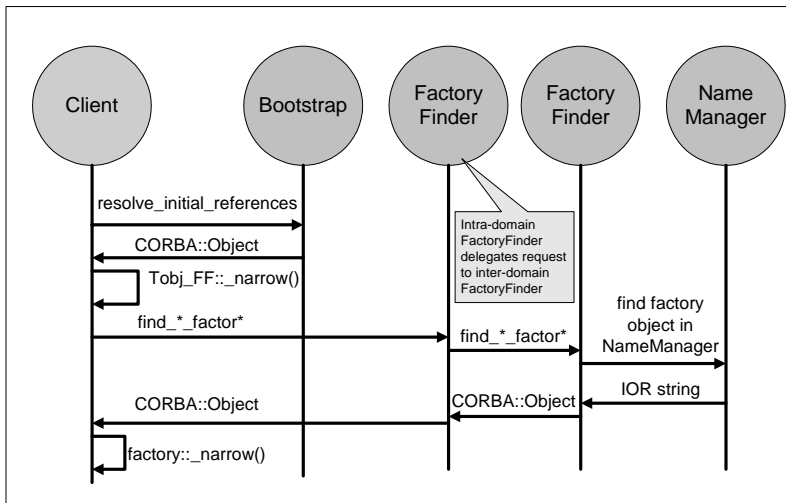 Client
Bootstrap
Factory
Finder
Factory
Finder
Name
Manager
resolve_initial_references
CORBA::Object
Tobj_FF::_narrow()
Intra-domain
FactoryFinder
delegates request
to inter-domain
FactoryFinder
find_*_factor*
find_*_factor*
find factory
object in
NameManager
IOR string
CORBA::Object
CORBA::Object
factory::_narrow()